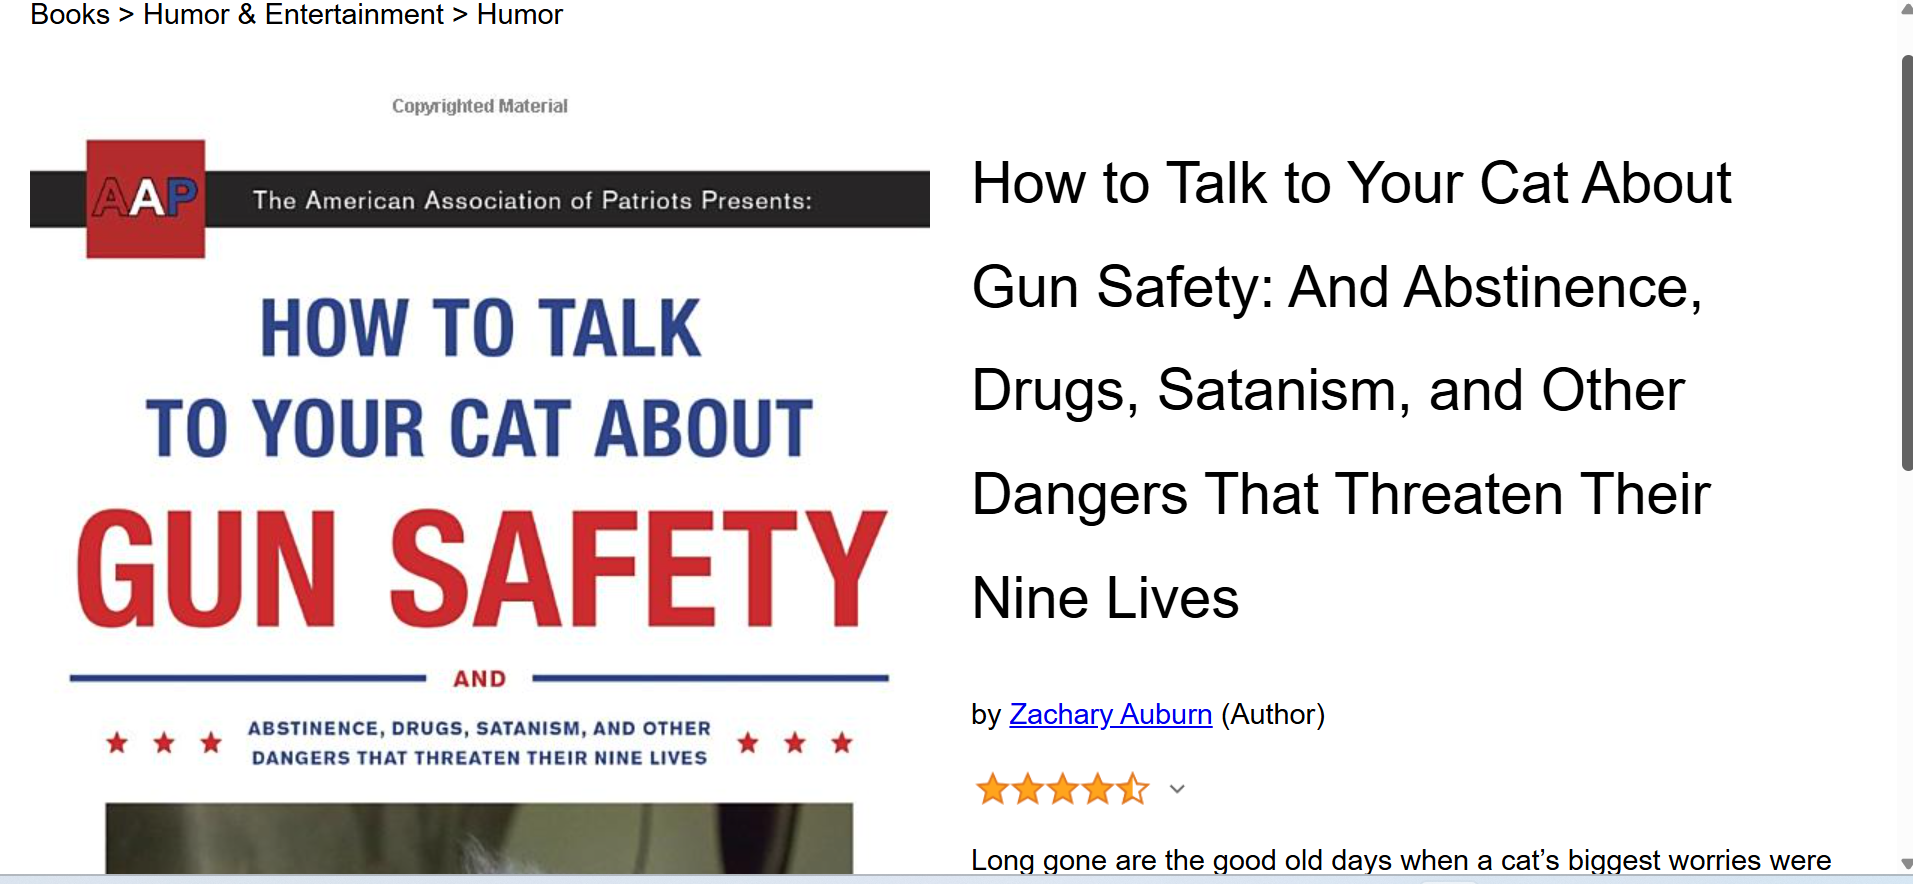 Books > Humor & Entertainment > Humor
Copyrighted Material
AAP
The American Association of Patriots Presents:
HOW TO TALK
TO YOUR CAT ABOUT
GUN SAFETY
AND
ABSTINENCE, DRUGS, SATANISM, AND OTHER
DANGERS THAT THREATEN THEIR NINE LIVES
How to Talk to Your Cat About
Gun Safety: And Abstinence,
Drugs, Satanism, and Other
Dangers That Threaten Their
Nine Lives
by Zachary Auburn (Author)
Long gone are the good old days when a cat’s biggest worries were